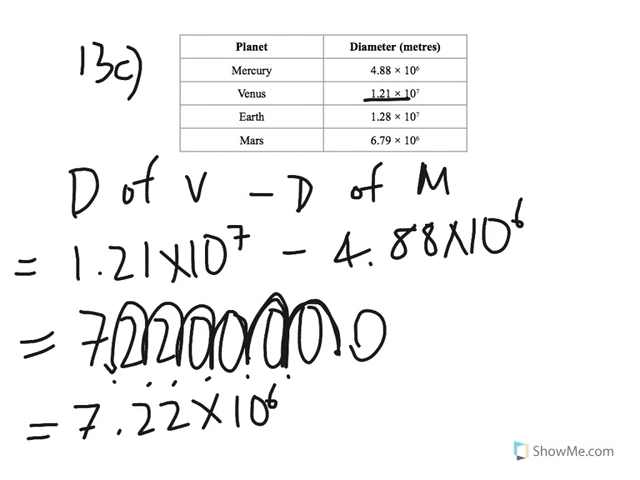 13c)
Planet Diameter (metres)
Mercury 4.88 × 10⁶
Venus 1.21 × 10⁷
Earth 1.28 × 10⁷
Mars 6.79 × 10⁶
D of V - D of M
= 1.21×10⁷ - 4.88×10⁶
= 7220000.0
= 7.22×10⁶
ShowMe.com